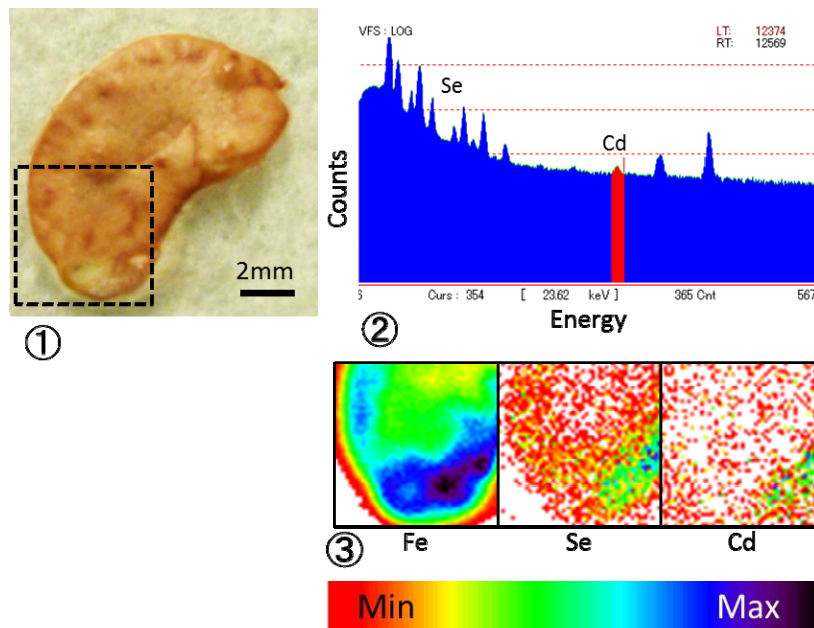 VFS : LOG
LT: 12374
RT: 12569
Se
Cd
Counts
2mm
6 Curs : 354 [ 23.62 keV ] 365 Cnt 567
Energy
①
②
③
Fe Se Cd
Min Max